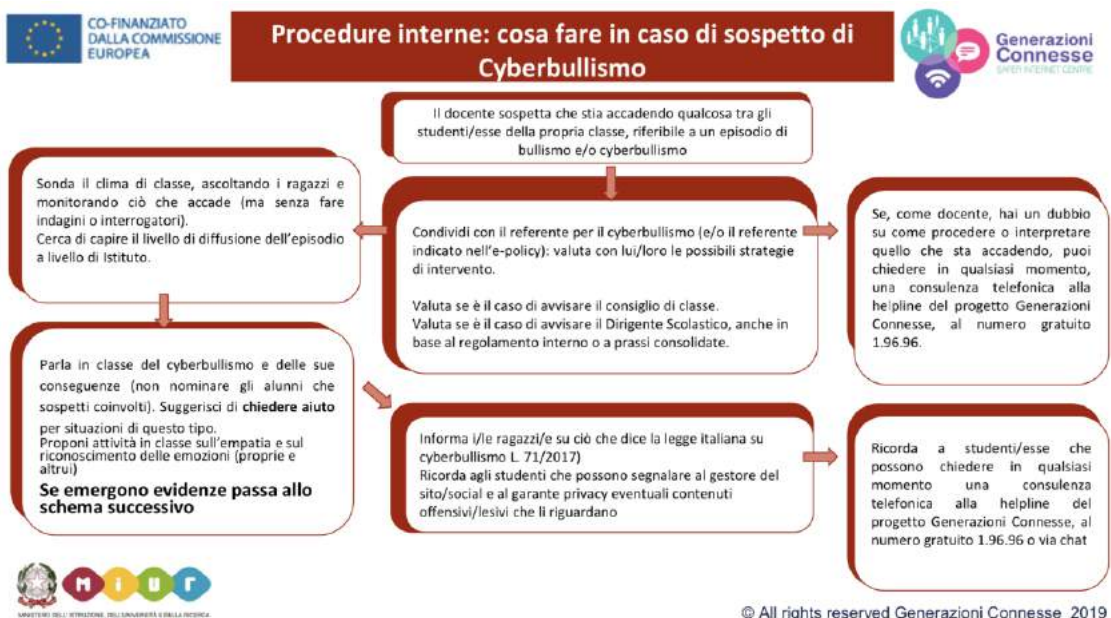 CO-FINANZIATO
DALLA COMMISSIONE
EUROPEA
Procedure interne: cosa fare in caso di sospetto di
Cyberbullismo
Generazioni
Connesse
SAFER INTERNET CENTRE
Il docente sospetta che stia accadendo qualcosa tra gli
studenti/esse della propria classe, riferibile a un episodio di
bullismo e/o cyberbullismo
Sonda il clima di classe, ascoltando i ragazzi e
monitorando ciò che accade (ma senza fare
indagini o interrogatori).
Cerca di capire il livello di diffusione dell'episodio
a livello di Istituto.
Condividi con il referente per il cyberbullismo (e/o il referente
indicato nell'e-policy): valuta con lui/loro le possibili strategie
di intervento.
Valuta se è il caso di avvisare il consiglio di classe.
Valuta se è il caso di avvisare il Dirigente Scolastico, anche in
base al regolamento interno o a prassi consolidate.
Se, come docente, hai un dubbio
su come procedere o interpretare
quello che sta accadendo, puoi
chiedere in qualsiasi momento,
una consulenza telefonica alla
helpline del progetto Generazioni
Connesse, al numero gratuito
1.96.96.
Parla in classe del cyberbullismo e delle sue
conseguenze (non nominare gli alunni che
sospetti coinvolti). Suggerisci di chiedere aiuto
per situazioni di questo tipo.
Proponi attività in classe sull'empatia e sul
riconoscimento delle emozioni (proprie e
altrui)
Se emergono evidenze passa allo
schema successivo
Informa i/le ragazzi/e su ciò che dice la legge italiana su
cyberbullismo L. 71/2017)
Ricorda agli studenti che possono segnalare al gestore del
sito/social e al garante privacy eventuali contenuti
offensivi/lesivi che li riguardano
Ricorda a studenti/esse che
possono chiedere in qualsiasi
momento una consulenza
telefonica alla helpline del
progetto Generazioni Connesse, al
numero gratuito 1.96.96 o via chat
M I U R
MINISTERO DELL'ISTRUZIONE, DELL'UNIVERSITÀ E DELLA RICERCA
© All rights reserved Generazioni Connesse 2019